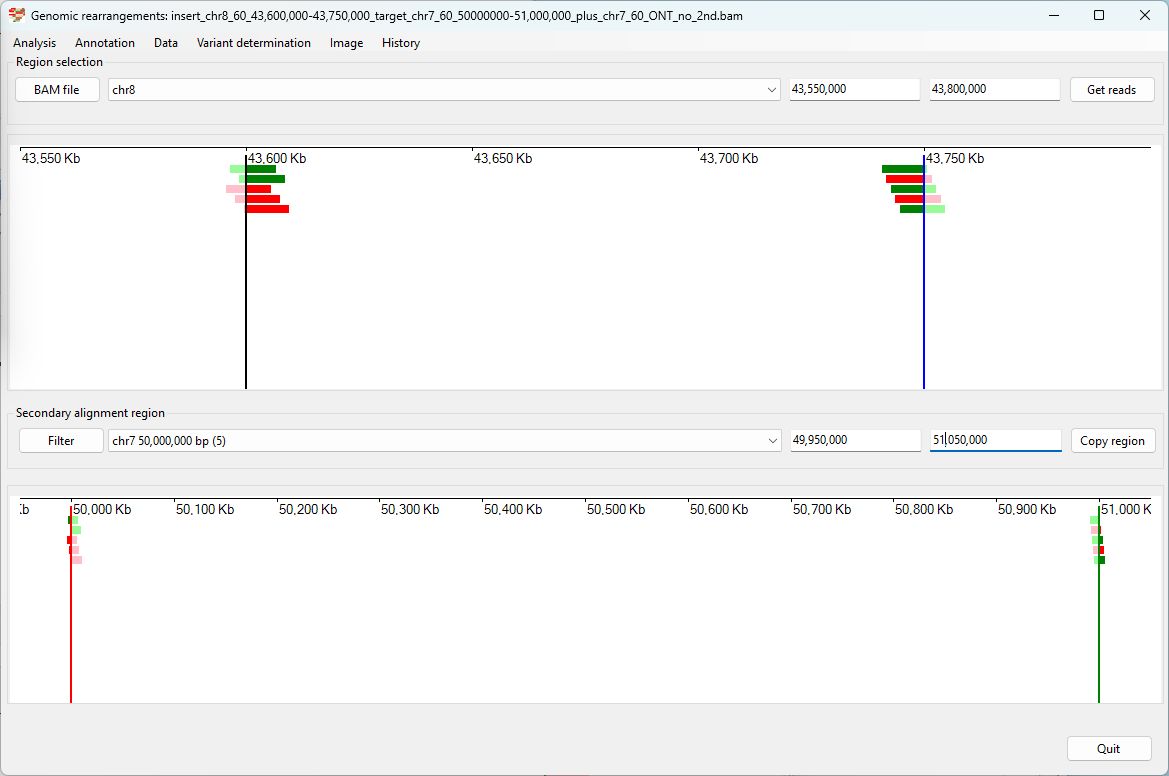 Genomic rearrangements: insert_chr8_60_43,600,000-43,750,000_target_chr7_60_50000000-51,000,000_plus_chr7_60_ONT_no_2nd.bam
Analysis Annotation Data Variant determination Image History
Region selection
BAM file chr8 43,550,000 43,800,000 Get reads
43,550 Kb 43,600 Kb 43,650 Kb 43,700 Kb 43,750 Kb
Secondary alignment region
Filter chr7 50,000,000 bp (5) 49,950,000 51,050,000 Copy region
b 50,000 Kb 50,100 Kb 50,200 Kb 50,300 Kb 50,400 Kb 50,500 Kb 50,600 Kb 50,700 Kb 50,800 Kb 50,900 Kb 51,000 K
Quit